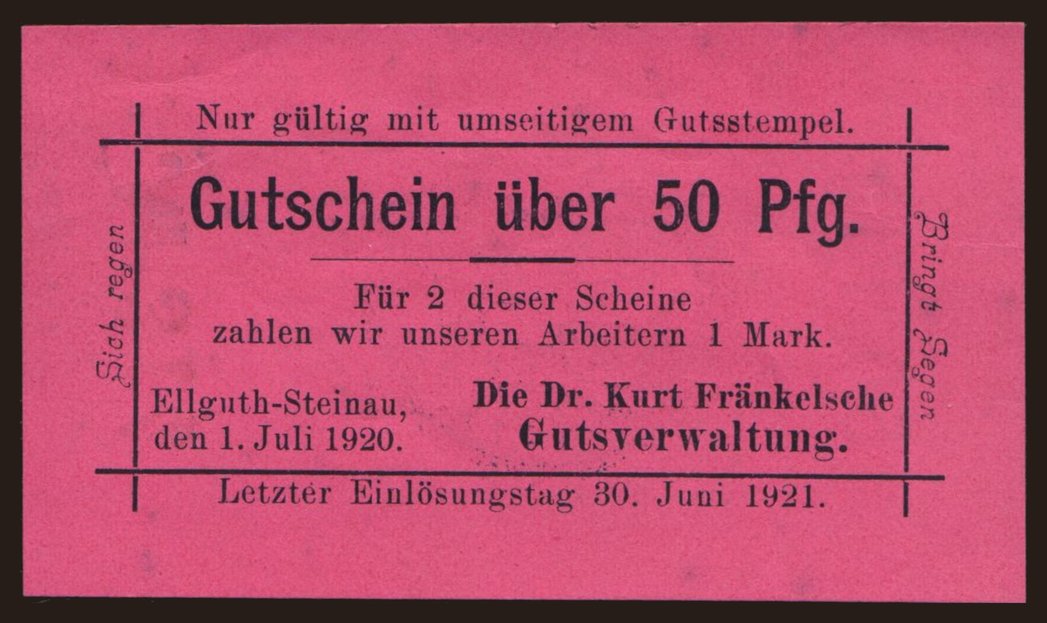 Nur gültig mit umseitigem Gutsstempel.
Gutschein über 50 Pfg.
Für 2 dieser Scheine
zahlen wir unseren Arbeitern 1 Mark.
Ellguth-Steinau,
den 1. Juli 1920.
Die Dr. Kurt Fränkelsche
Gutsverwaltung.
Letzter Einlösungstag 30. Juni 1921.
Sich regen
Bringt Segen